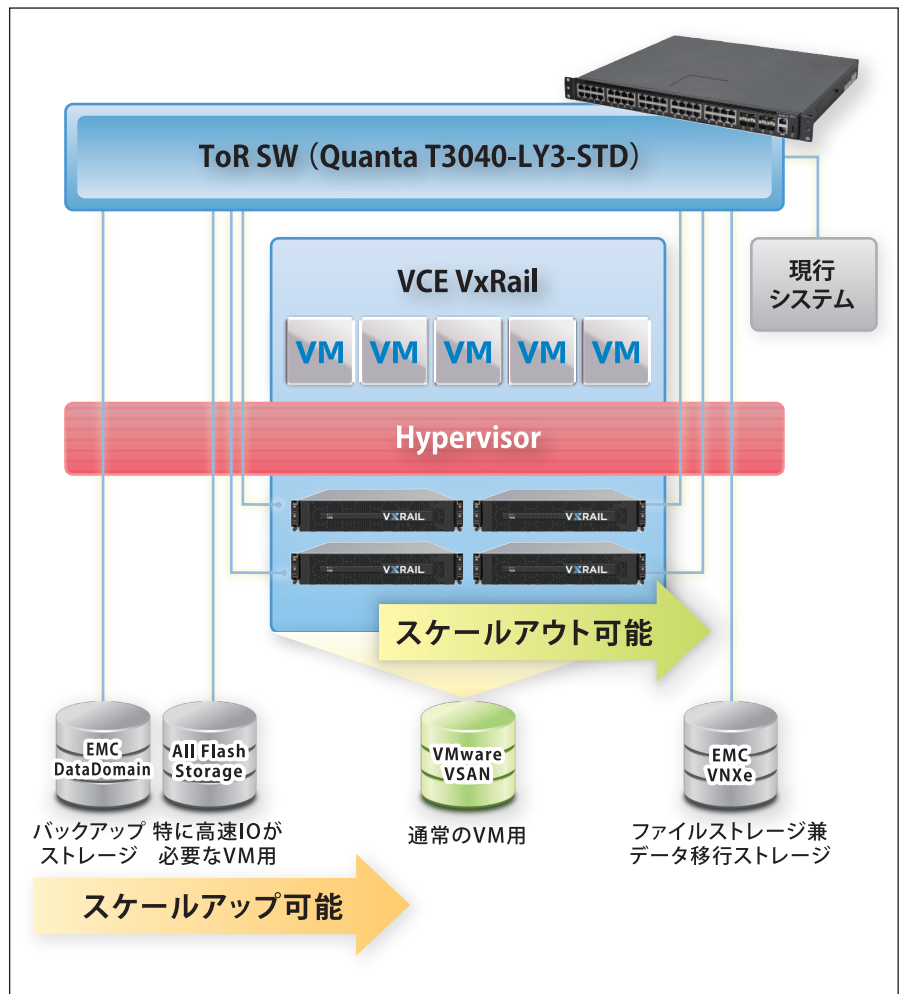 ToR SW（Quanta T3040-LY3-STD）
現行
システム
VCE VxRail
VM VM VM VM VM
Hypervisor
VXRAIL VXRAIL
VXRAIL VXRAIL
スケールアウト可能
EMC
DataDomain
バックアップ
ストレージ
All Flash
Storage
特に高速IOが
必要なVM用
VMware
VSAN
通常のVM用
EMC
VNXe
ファイルストレージ兼
データ移行ストレージ
スケールアップ可能